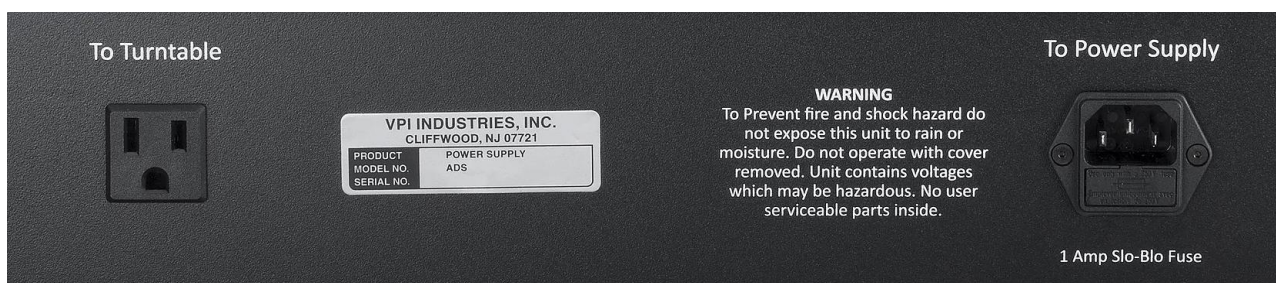 To Turntable
VPI INDUSTRIES, INC.
CLIFFWOOD, NJ 07721
PRODUCT POWER SUPPLY
MODEL NO. ADS
SERIAL NO.
WARNING
To Prevent fire and shock hazard do
not expose this unit to rain or
moisture. Do not operate with cover
removed. Unit contains voltages
which may be hazardous. No user
serviceable parts inside.
To Power Supply
1 Amp Slo-Blo Fuse